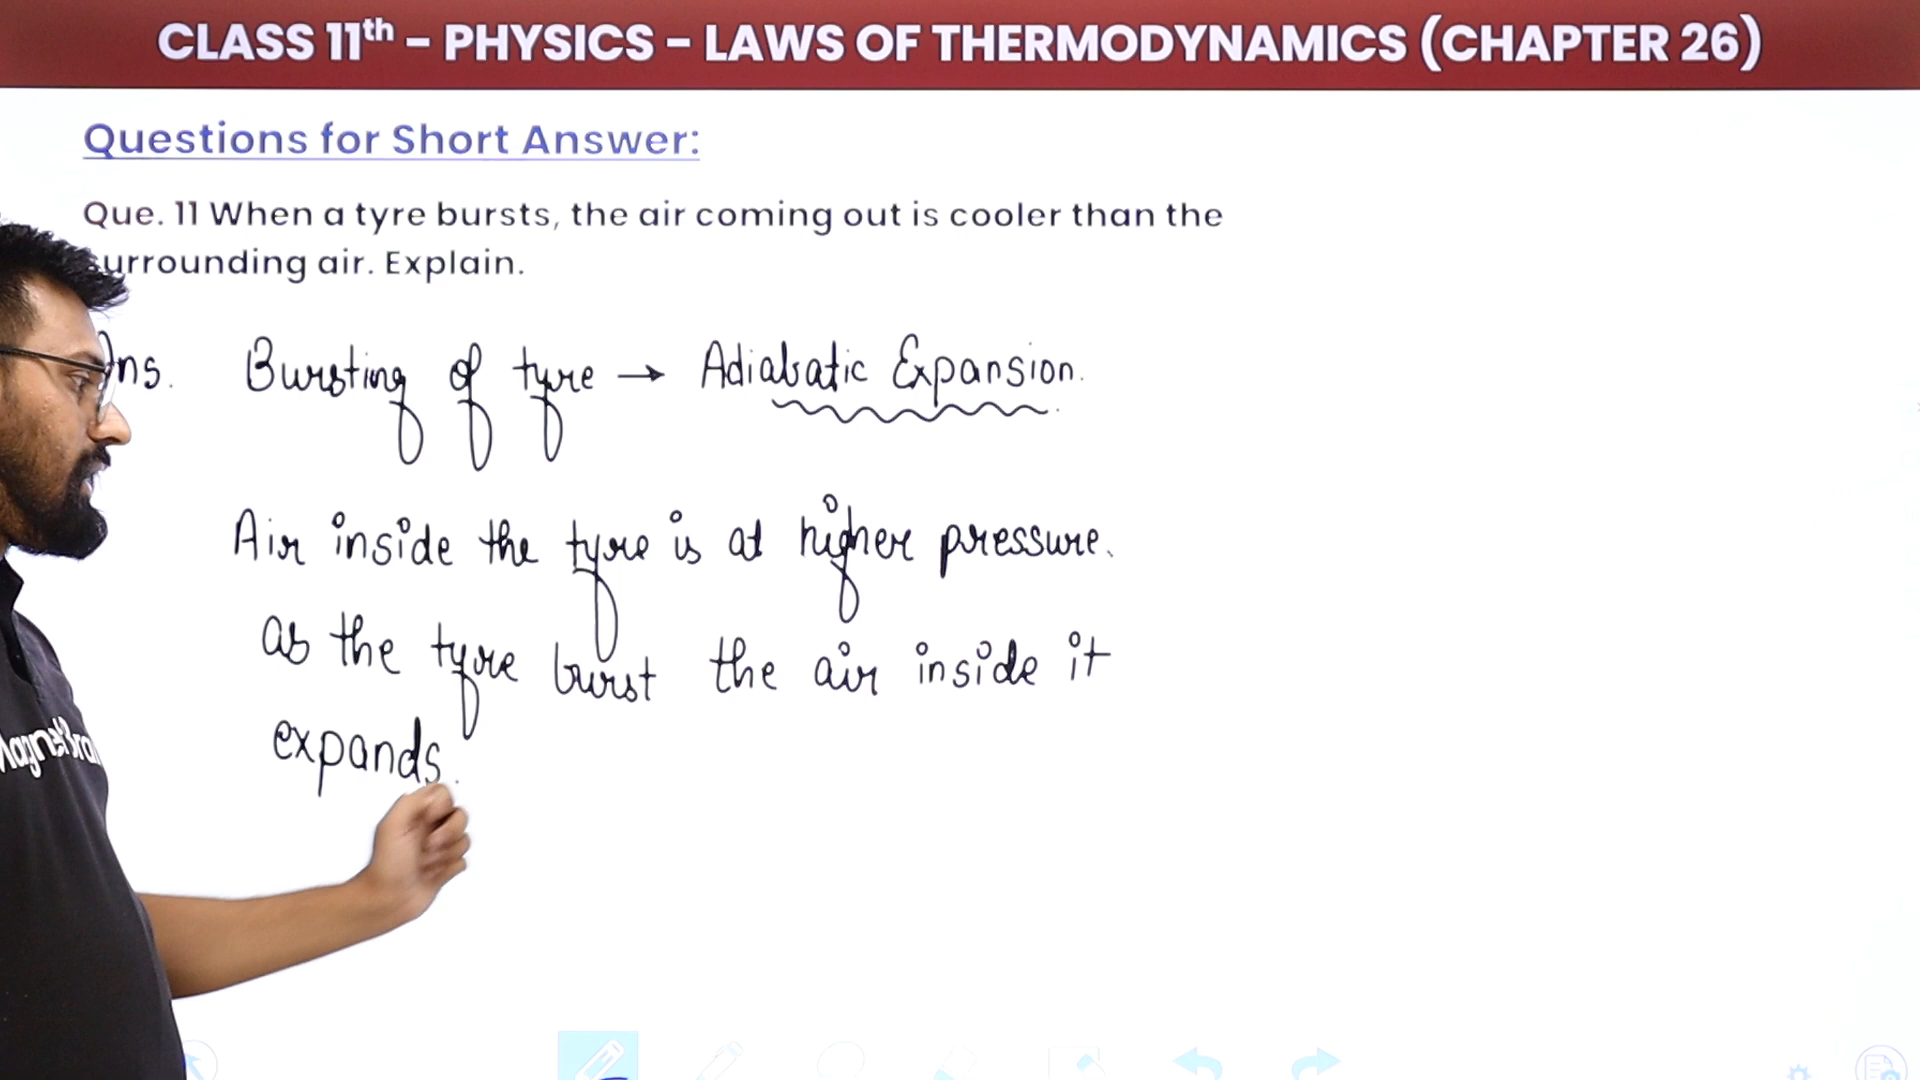 CLASS 11th - PHYSICS - LAWS OF THERMODYNAMICS (CHAPTER 26)
Questions for Short Answer:
Que. 11 When a tyre bursts, the air coming out is cooler than the
surrounding air. Explain.
Ans. Bursting of tyre → Adiabatic Expansion.
Air inside the tyre is at higher pressure.
as the tyre burst the air inside it
expands.